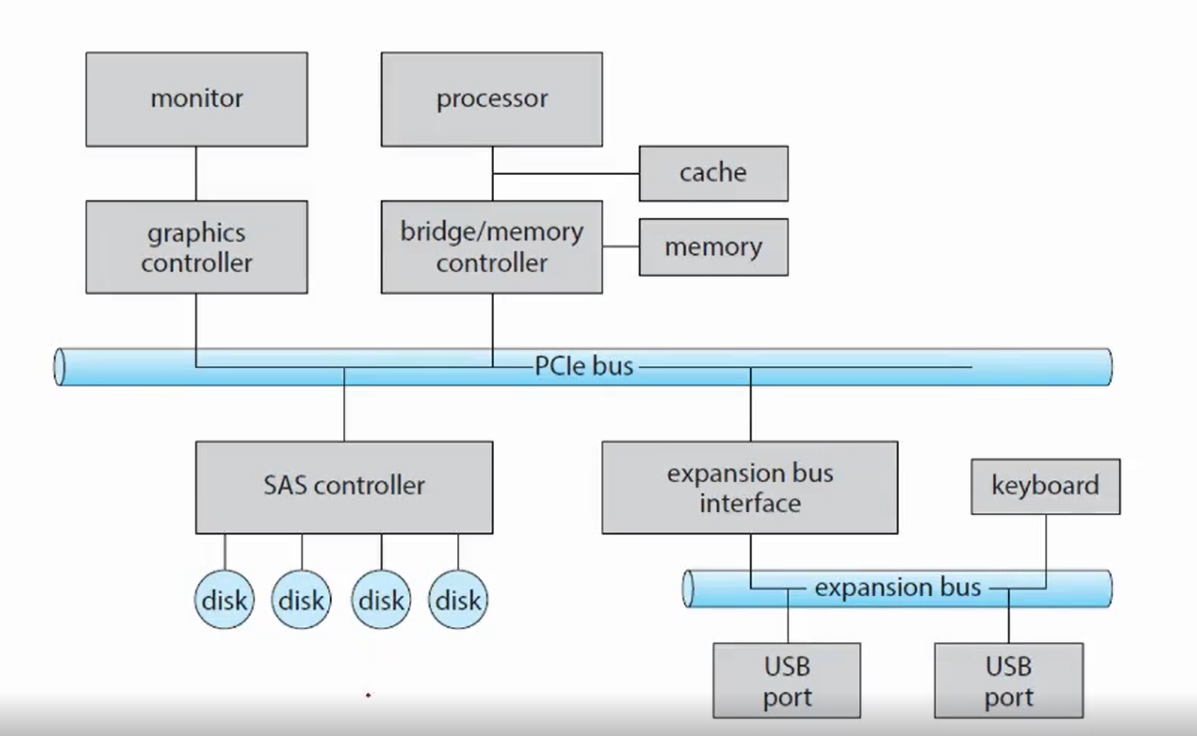 monitor
processor
cache
graphics
controller
bridge/memory
controller
memory
PCIe bus
SAS controller
expansion bus
interface
keyboard
disk
disk
disk
disk
expansion bus
USB
port
USB
port